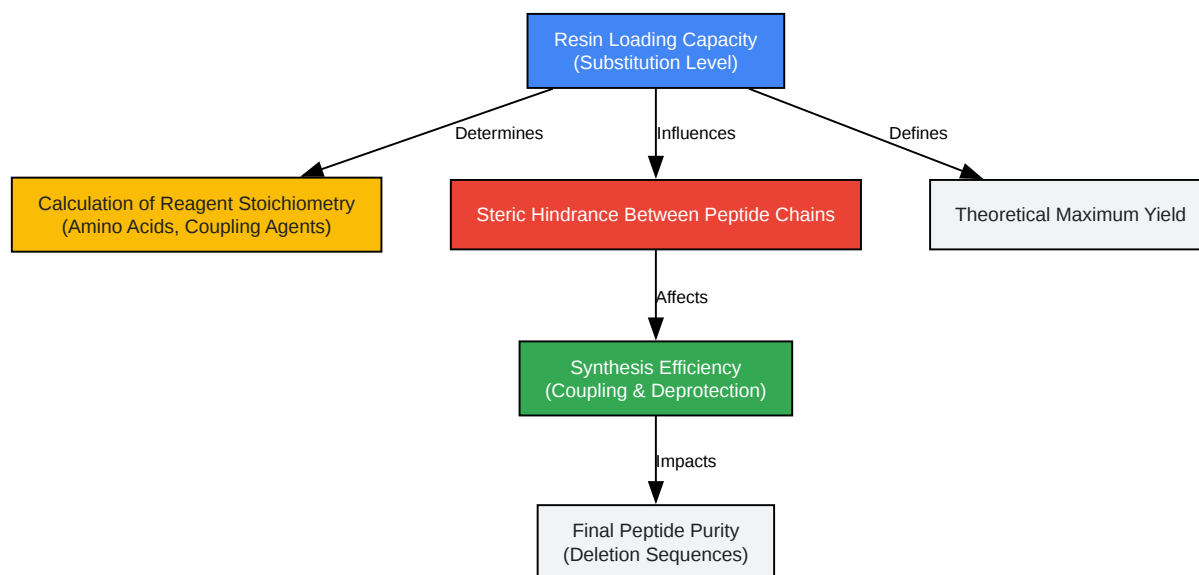 Resin Loading Capacity
(Substitution Level)
Determines
Influences
Defines
Calculation of Reagent Stoichiometry
(Amino Acids, Coupling Agents)
Steric Hindrance Between Peptide Chains
Theoretical Maximum Yield
Affects
Synthesis Efficiency
(Coupling & Deprotection)
Impacts
Final Peptide Purity
(Deletion Sequences)